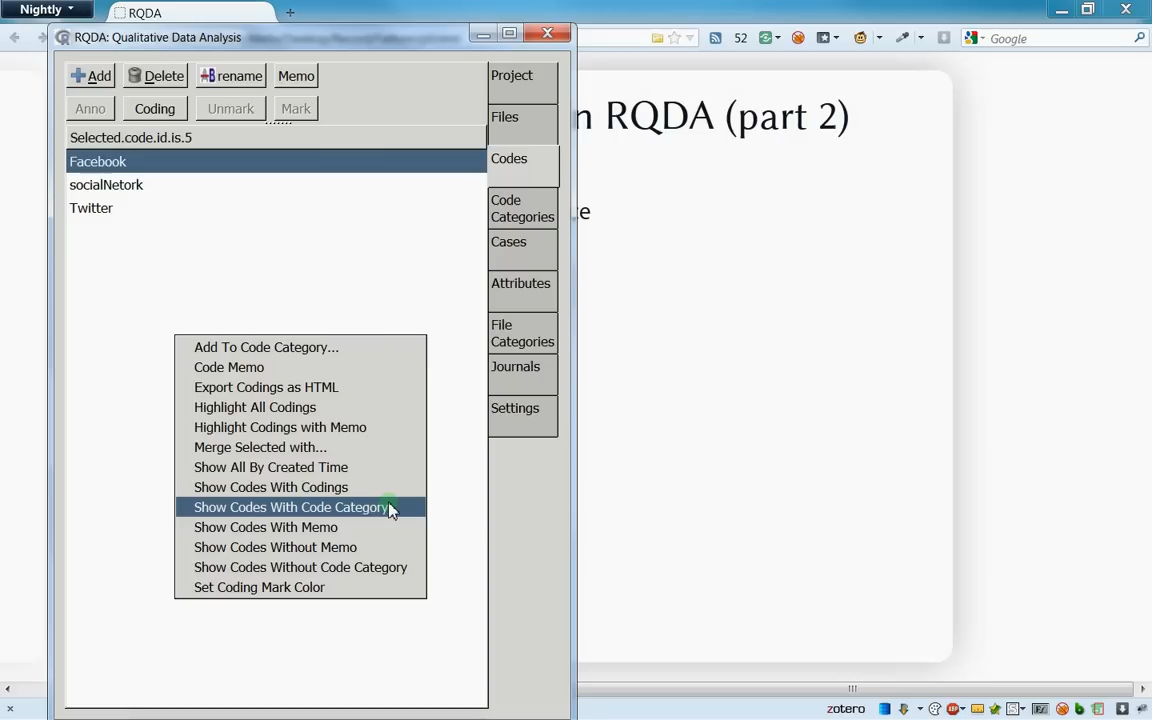 Nightly
RQDA
RQDA: Qualitative Data Analysis
52
Google
Add
Delete
rename
Memo
Anno
Coding
Unmark
Mark
Selected.code.id.is.5
Facebook
socialNetork
Twitter
Project
Files
Codes
Code
Categories
Cases
Attributes
File
Categories
Journals
Settings
Add To Code Category...
Code Memo
Export Codings as HTML
Highlight All Codings
Highlight Codings with Memo
Merge Selected with...
Show All By Created Time
Show Codes With Codings
Show Codes With Code Category
Show Codes With Memo
Show Codes Without Memo
Show Codes Without Code Category
Set Coding Mark Color
n RQDA (part 2)
ce
zotero